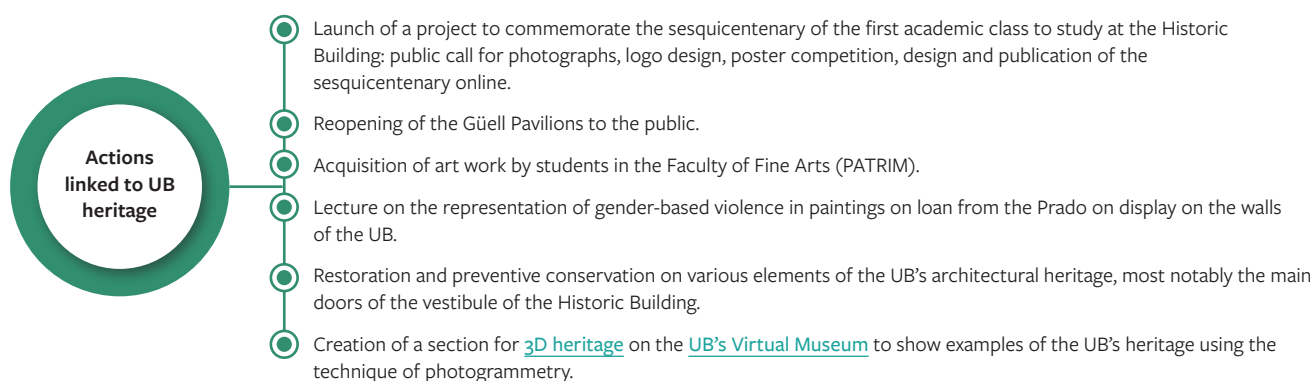 Actions
linked to UB
heritage
Launch of a project to commemorate the sesquicentenary of the first academic class to study at the Historic
Building: public call for photographs, logo design, poster competition, design and publication of the
sesquicentenary online.
Reopening of the Güell Pavilions to the public.
Acquisition of art work by students in the Faculty of Fine Arts (PATRIM).
Lecture on the representation of gender-based violence in paintings on loan from the Prado on display on the walls
of the UB.
Restoration and preventive conservation on various elements of the UB’s architectural heritage, most notably the main
doors of the vestibule of the Historic Building.
Creation of a section for 3D heritage on the UB’s Virtual Museum to show examples of the UB’s heritage using the
technique of photogrammetry.